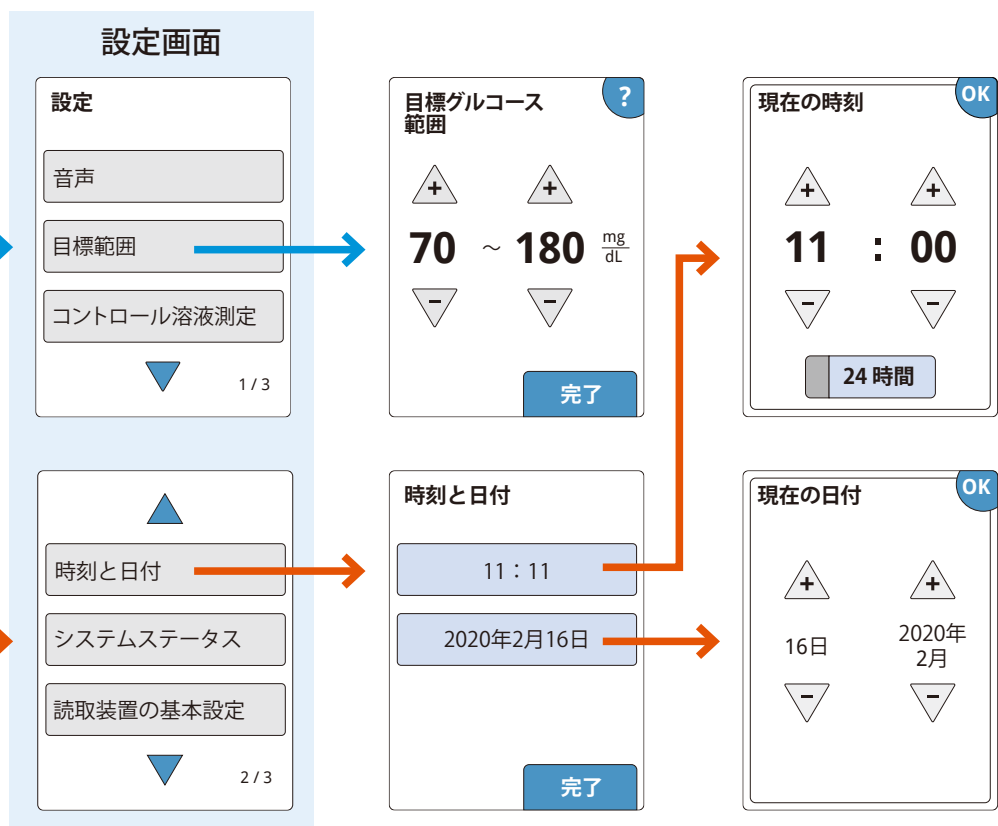 設定画面
設定
音声
目標範囲
コントロール溶液測定
1 / 3
目標グルコース
範囲
?
+ +
70 ～ 180 mg
dL
− −
完了
現在の時刻
OK
+ +
11 : 00
− −
24 時間
時刻と日付
システムステータス
読取装置の基本設定
2 / 3
時刻と日付
11：11
2020年2月16日
完了
現在の日付
OK
+ +
16日
2020年
2月
− −